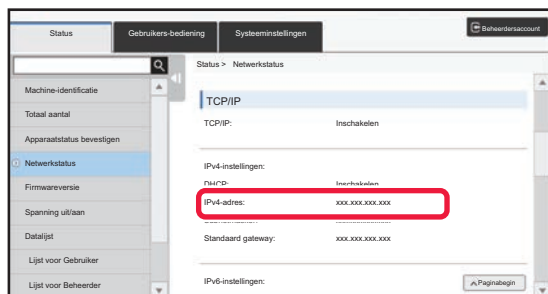 Status
Gebruikers-bediening
Systeeminstellingen
Beheerdersaccount
Status > Netwerkstatus
Machine-identificatie
Totaal aantal
Apparaatstatus bevestigen
Netwerkstatus
Firmwareversie
Spanning uit/aan
Datalijst
Lijst voor Gebruiker
Lijst voor Beheerder
TCP/IP
TCP/IP: Inschakelen
IPv4-instellingen:
DHCP: Inschakelen
IPv4-adres: xxx.xxx.xxx.xxx
Standaard gateway: xxx.xxx.xxx.xxx
IPv6-instellingen:
Paginabegin